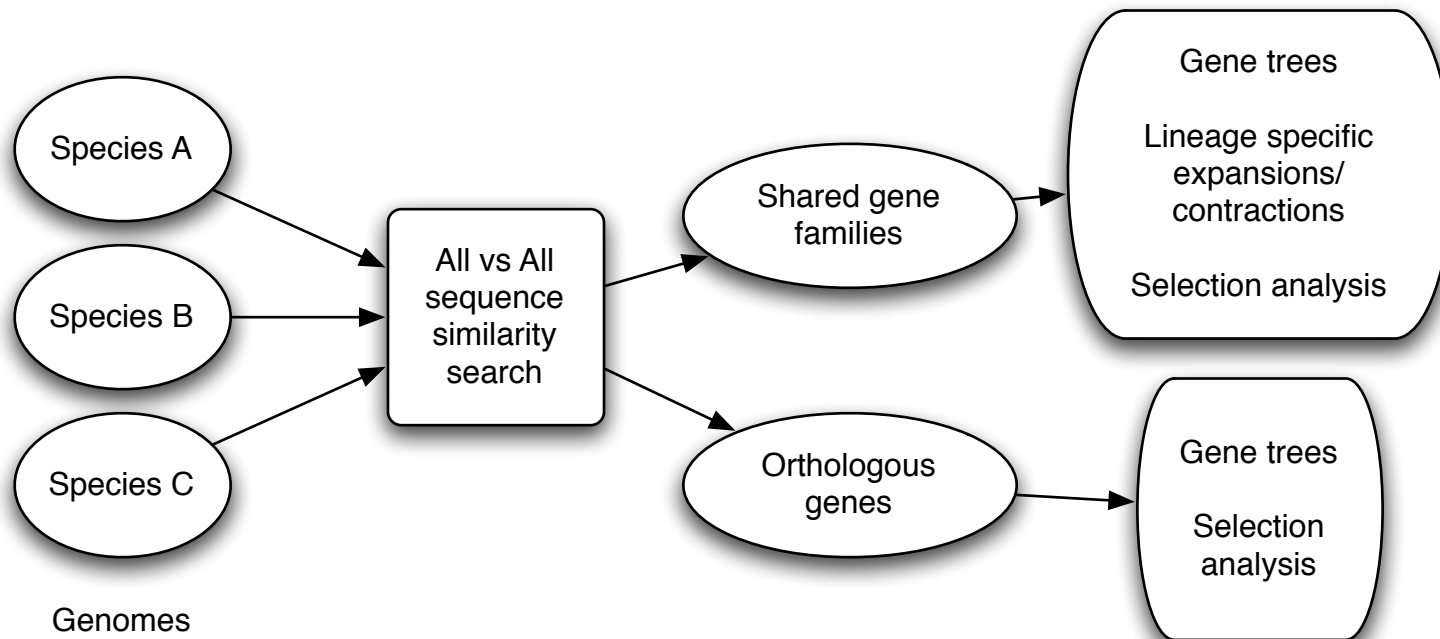 Species A
Species B
Species C
Genomes
All vs All
sequence
similarity
search
Shared gene
families
Orthologous
genes
Gene trees
Lineage specific
expansions/
contractions
Selection analysis
Gene trees
Selection
analysis